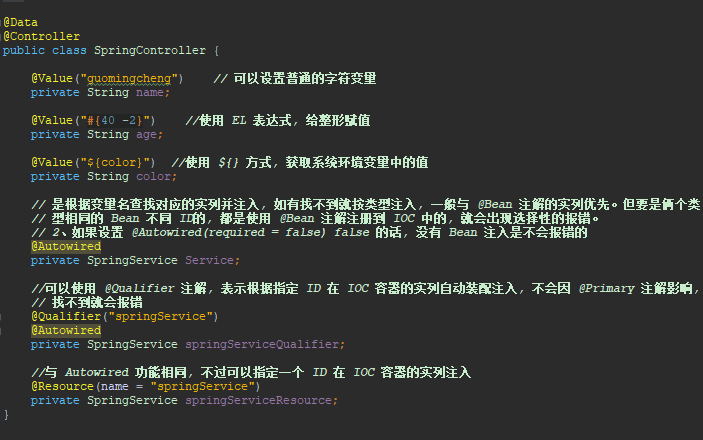 @Data
@Controller
public class SpringController {
@Value("guomingcheng")    // 可以设置普通的字符变量
private String name;
@Value("#{40 -2}")    //使用 EL 表达式, 给整形赋值
private String age;
@Value("${color}")  //使用 ${} 方式, 获取系统环境变量中的值
private String color;
// 是根据变量名查找对应的实列并注入, 如有找不到就按类型注入, 一般与 @Bean 注解的实列优先。但要是俩个类
// 型相同的 Bean 不同 ID的, 都是使用 @Bean 注解注册到 IOC 中的, 就会出现选择性的报错。
// 2、如果设置 @Autowired(required = false) false 的话, 没有 Bean 注入是不会报错的
@Autowired
private SpringService Service;
//可以使用 @Qualifier 注解, 表示根据指定 ID 在 IOC 容器的实列自动装配注入, 不会因 @Primary 注解影响,
// 找不到就会报错
@Qualifier("springService")
@Autowired
private SpringService springServiceQualifier;
//与 Autowired 功能相同, 不过可以指定一个 ID 在 IOC 容器的实列注入
@Resource(name = "springService")
private SpringService springServiceResource;
}